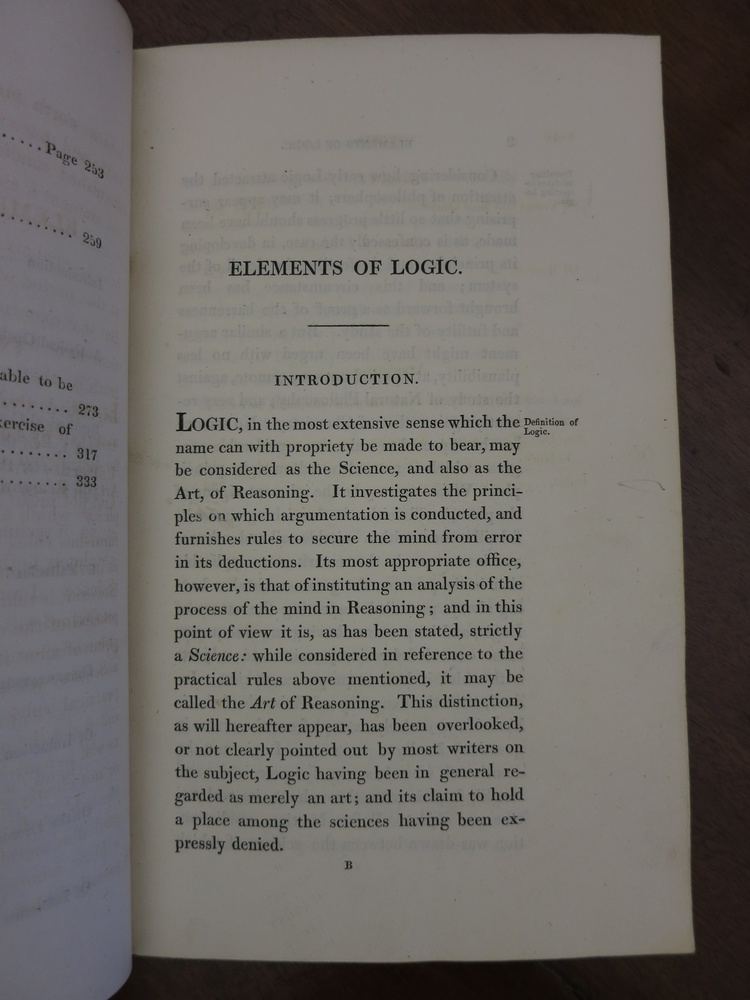 Page 253
259
able to be
273
xercise of
317
333
ELEMENTS OF LOGIC.
INTRODUCTION.
LOGIC, in the most extensive sense which the
Definition of
Logic.
name can with propriety be made to bear, may
be considered as the Science, and also as the
Art, of Reasoning. It investigates the princi-
ples on which argumentation is conducted, and
furnishes rules to secure the mind from error
in its deductions. Its most appropriate office,
however, is that of instituting an analysis of the
process of the mind in Reasoning; and in this
point of view it is, as has been stated, strictly
a Science: while considered in reference to the
practical rules above mentioned, it may be
called the Art of Reasoning. This distinction,
as will hereafter appear, has been overlooked,
or not clearly pointed out by most writers on
the subject, Logic having been in general re-
garded as merely an art; and its claim to hold
a place among the sciences having been ex-
pressly denied.
B